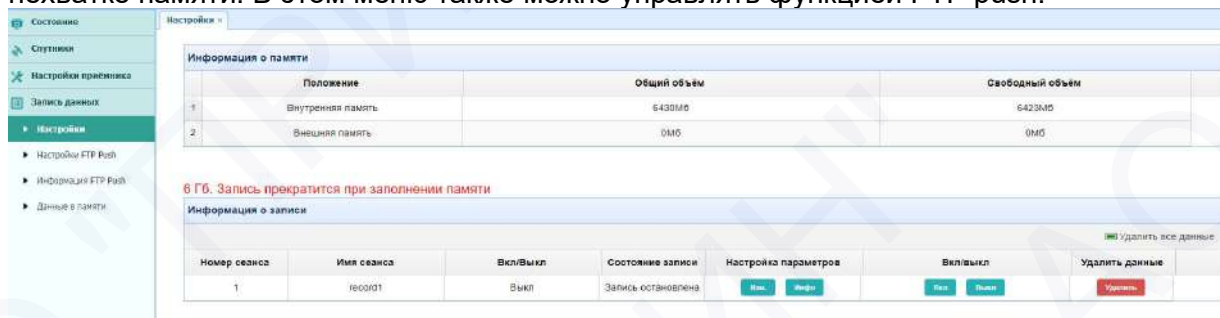 нехватке памяти. В этом меню также можно управлять функцией FTP push.
Состояние
Спутники
Настройки приёмника
Запись данных
Настройки
Настройки FTP Push
Информация FTP Push
Данные в памяти
Настройки ×
Информация о памяти
Положение Общий объём Свободный объём
1 Внутренняя память 6430Мб 6423Мб
2 Внешняя память 0Мб 0Мб
6 Гб. Запись прекратится при заполнении памяти
Информация о записи
Удалить все данные
Номер сеанса Имя сеанса Вкл/Выкл Состояние записи Настройка параметров Вкл/выкл Удалить данные
1 record1 Выкл Запись остановлена Изм. Инфо Вкл Выкл Удалить